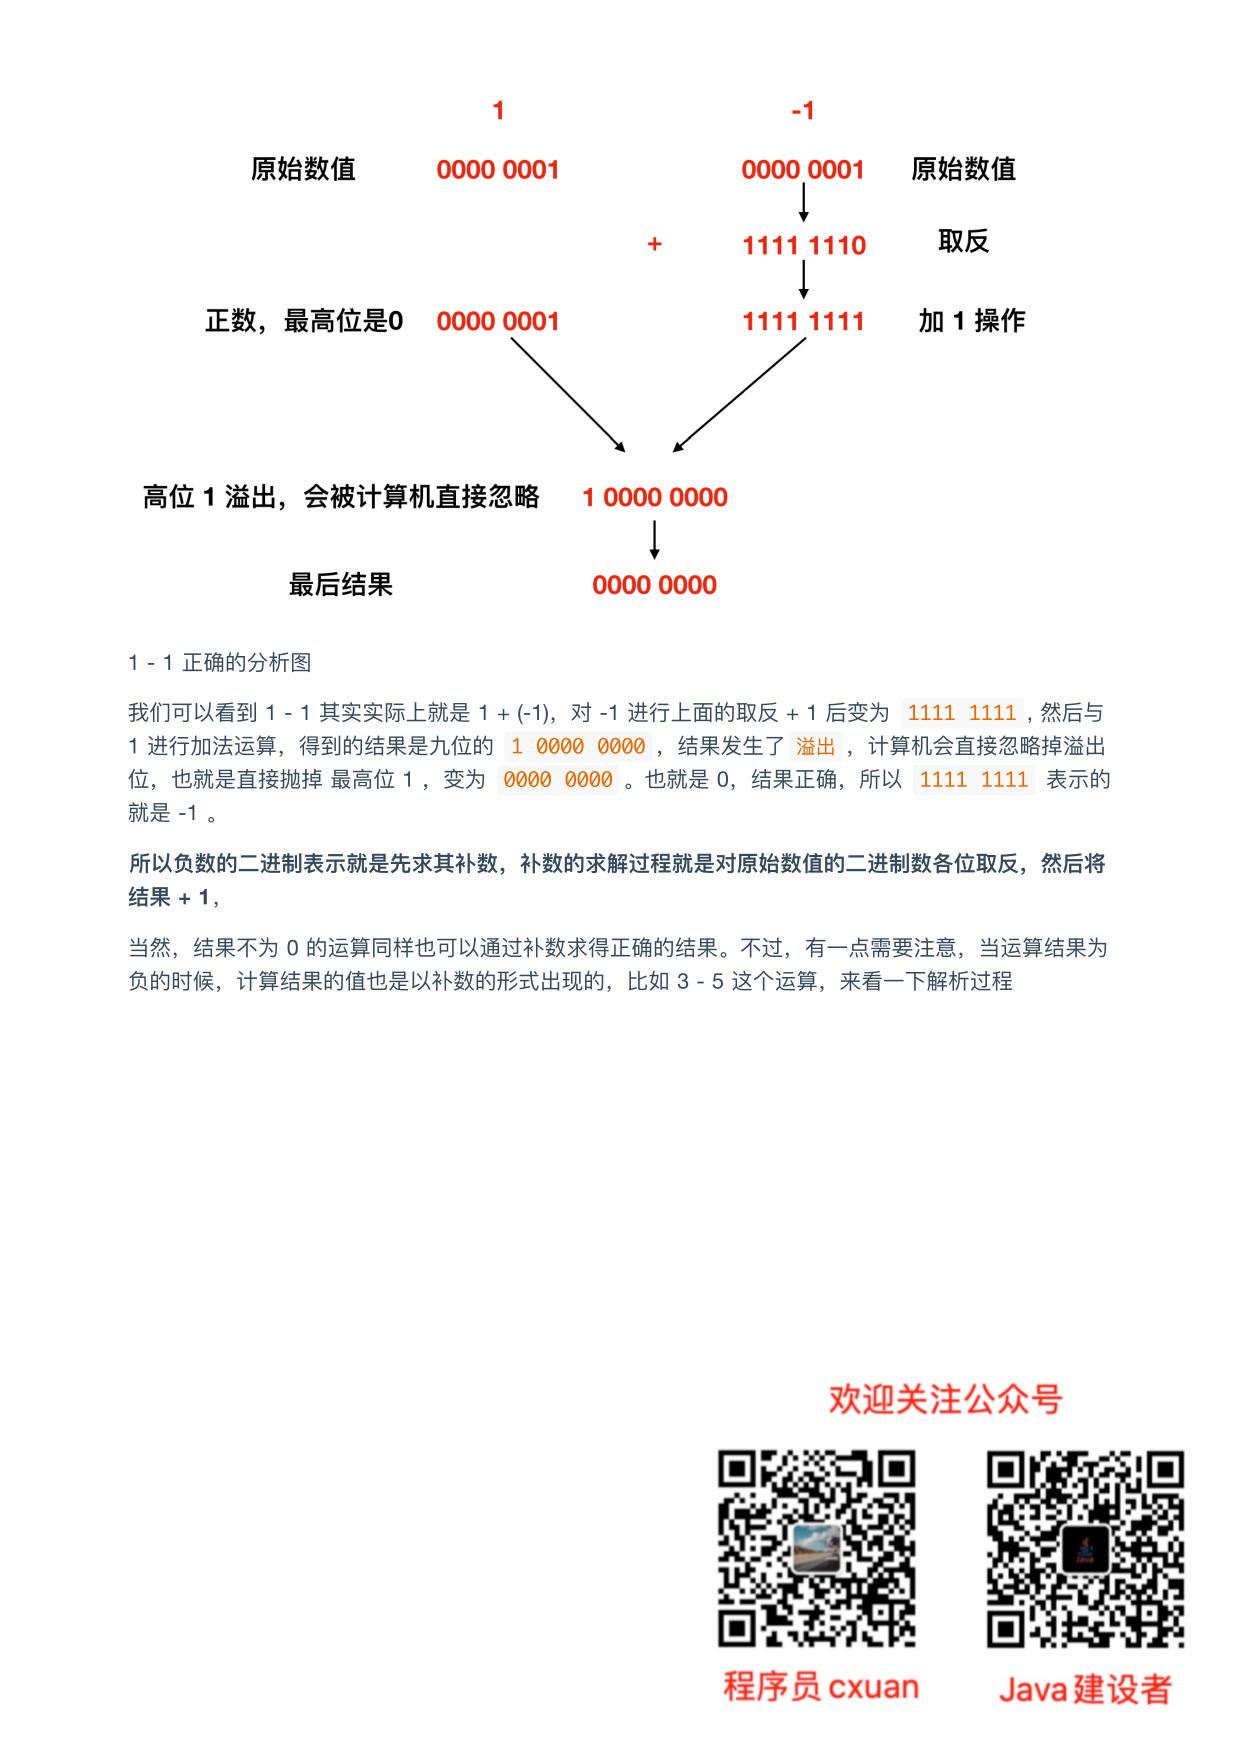 1 -1
原始数值 0000 0001 0000 0001 原始数值
+ 1111 1110 取反
正数，最高位是0 0000 0001 1111 1111 加 1 操作
高位 1 溢出，会被计算机直接忽略 1 0000 0000
最后结果 0000 0000
1 - 1 正确的分析图
我们可以看到 1 - 1 其实实际上就是 1 + (-1)，对 -1 进行上面的取反 + 1 后变为 1111 1111 , 然后与
1 进行加法运算，得到的结果是九位的 1 0000 0000 ，结果发生了 溢出 ，计算机会直接忽略掉溢出
位，也就是直接抛掉 最高位 1 ，变为 0000 0000 。也就是 0，结果正确，所以 1111 1111 表示的
就是 -1 。
所以负数的二进制表示就是先求其补数，补数的求解过程就是对原始数值的二进制数各位取反，然后将
结果 + 1，
当然，结果不为 0 的运算同样也可以通过补数求得正确的结果。不过，有一点需要注意，当运算结果为
负的时候，计算结果的值也是以补数的形式出现的，比如 3 - 5 这个运算，来看一下解析过程
欢迎关注公众号
程序员 cxuan Java 建设者